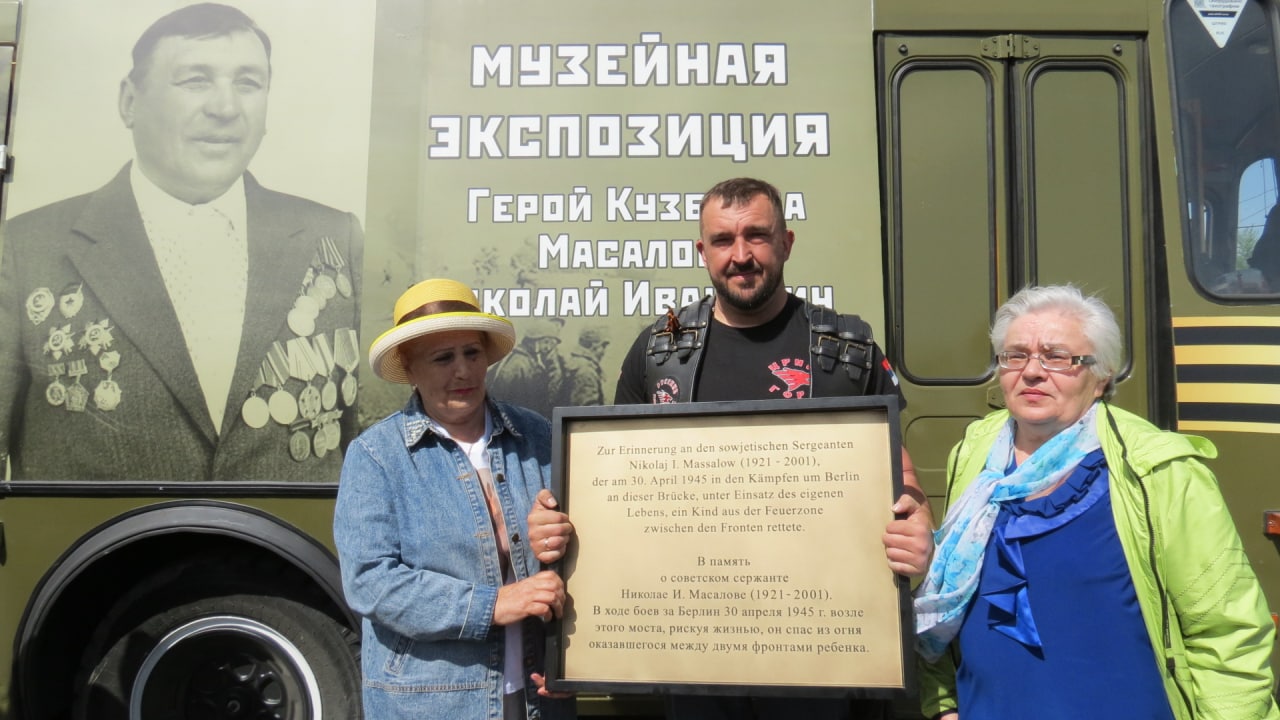 МУЗЕЙНАЯ
ЭКСПОЗИЦИЯ
Герой
Zur Erinnerung an den sowjetischen Sergeanten
Nikolaj I. Massalow (1921 - 2001),
der am 30. April 1945 in den Kämpfen um Berlin
an dieser Brücke, unter Einsatz des eigenen
Lebens, ein Kind aus der Feuerzone
zwischen den Fronten rettete.
В память
о советском сержанте
Николае И. Масалове (1921 - 2001).
В ходе боев за Берлин 30 апреля 1945 г. возле
этого моста, рискуя жизнью, он спас из огня
оказавшегося между двумя фронтами ребенка.